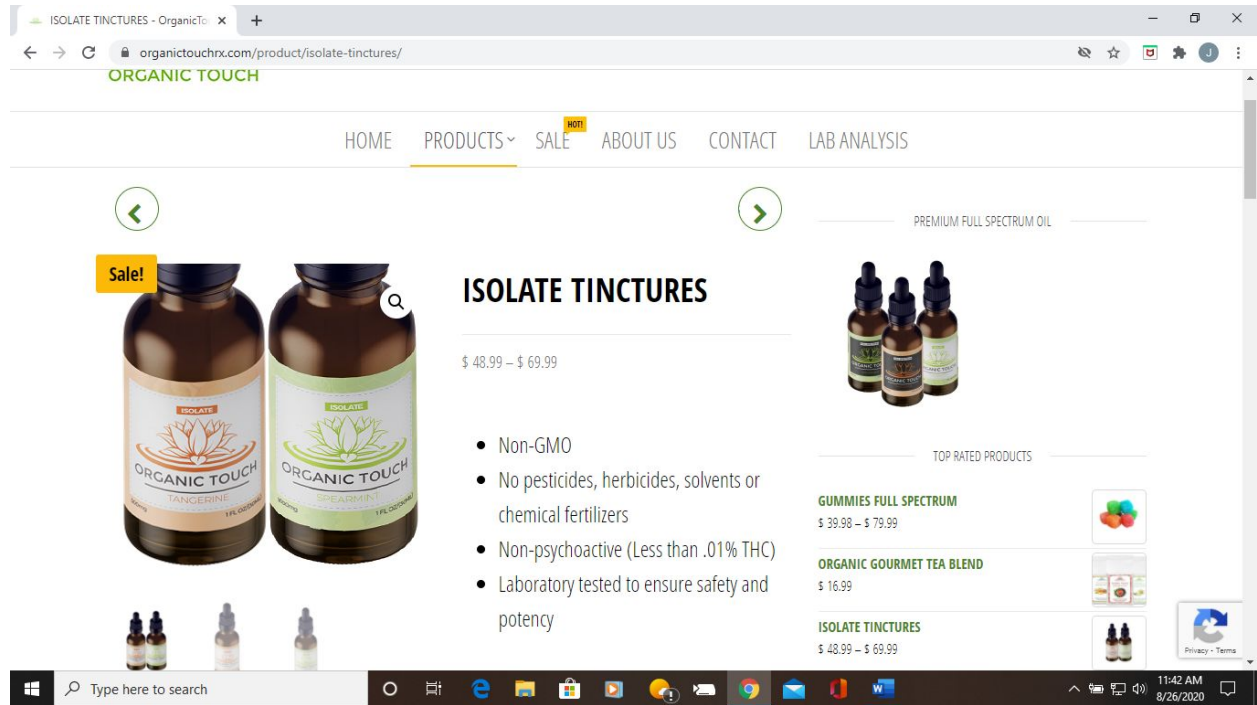 ISOLATE TINCTURES - OrganicTo
organictouchrx.com/product/isolate-tinctures/
J
ORGANIC TOUCH
HOME PRODUCTS SALE HOT! ABOUT US CONTACT LAB ANALYSIS
Sale!
ISOLATE
ORGANIC TOUCH
TANGERINE
1 FL OZ
ISOLATE
ORGANIC TOUCH
SPEARMINT
1 FL OZ
ISOLATE TINCTURES
$ 48.99 – $ 69.99
Non-GMO
No pesticides, herbicides, solvents or
chemical fertilizers
Non-psychoactive (Less than .01% THC)
Laboratory tested to ensure safety and
potency
PREMIUM FULL SPECTRUM OIL
TOP RATED PRODUCTS
GUMMIES FULL SPECTRUM
$ 39.98 – $ 79.99
ORGANIC GOURMET TEA BLEND
$ 16.99
ISOLATE TINCTURES
$ 48.99 – $ 69.99
Privacy - Terms
Type here to search
11:42 AM
8/26/2020